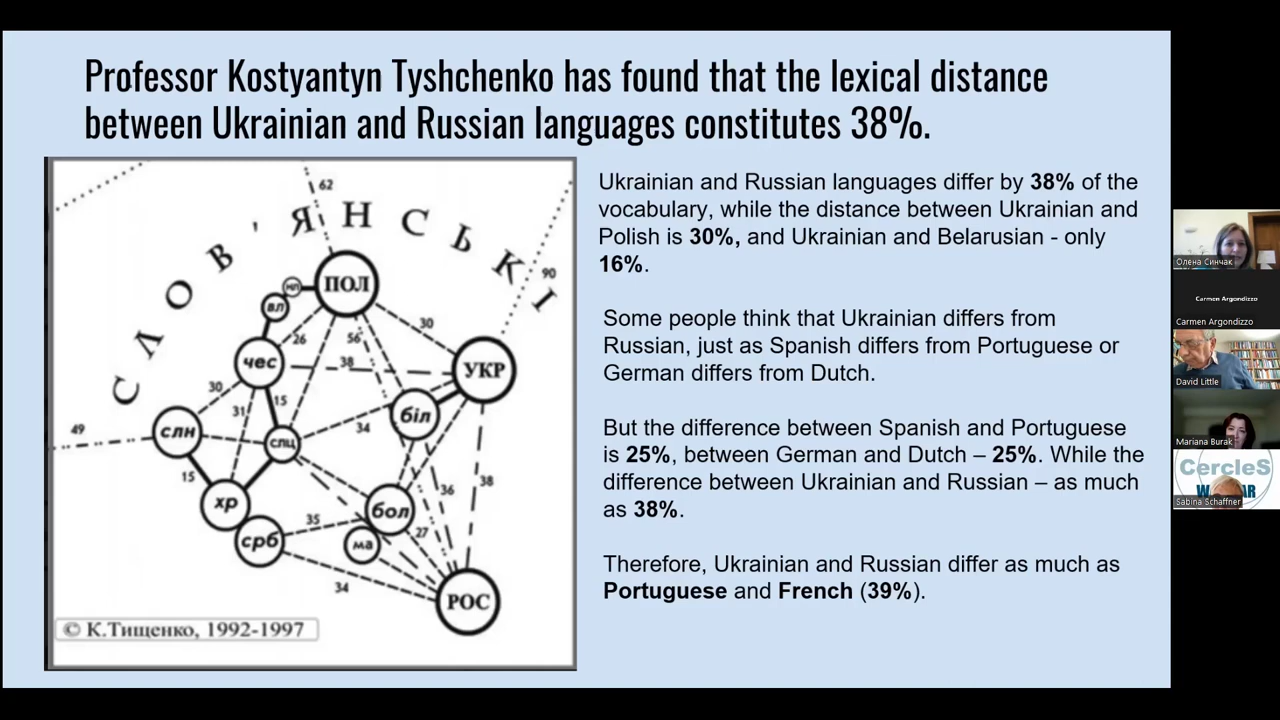 Professor Kostyantyn Tyshchenko has found that the lexical distance
between Ukrainian and Russian languages constitutes 38%.
62
С Л О В ' Я Н С Ь К І
90
нл
ПОЛ
вл
30
26
56
чес
38
УКР
30
31
15
біл
49
слн
слц
34
15
36
38
хр
бол
35
27
срб
ма
34
РОС
© К.Тищенко, 1992-1997
Ukrainian and Russian languages differ by 38% of the
vocabulary, while the distance between Ukrainian and
Polish is 30%, and Ukrainian and Belarusian - only
16%.
Some people think that Ukrainian differs from
Russian, just as Spanish differs from Portuguese or
German differs from Dutch.
But the difference between Spanish and Portuguese
is 25%, between German and Dutch – 25%. While the
difference between Ukrainian and Russian – as much
as 38%.
Therefore, Ukrainian and Russian differ as much as
Portuguese and French (39%).
Олена Синчак
Carmen Argondizzo
Carmen Argondizzo
David Little
Mariana Burak
CercleS
Sabina Schaffner